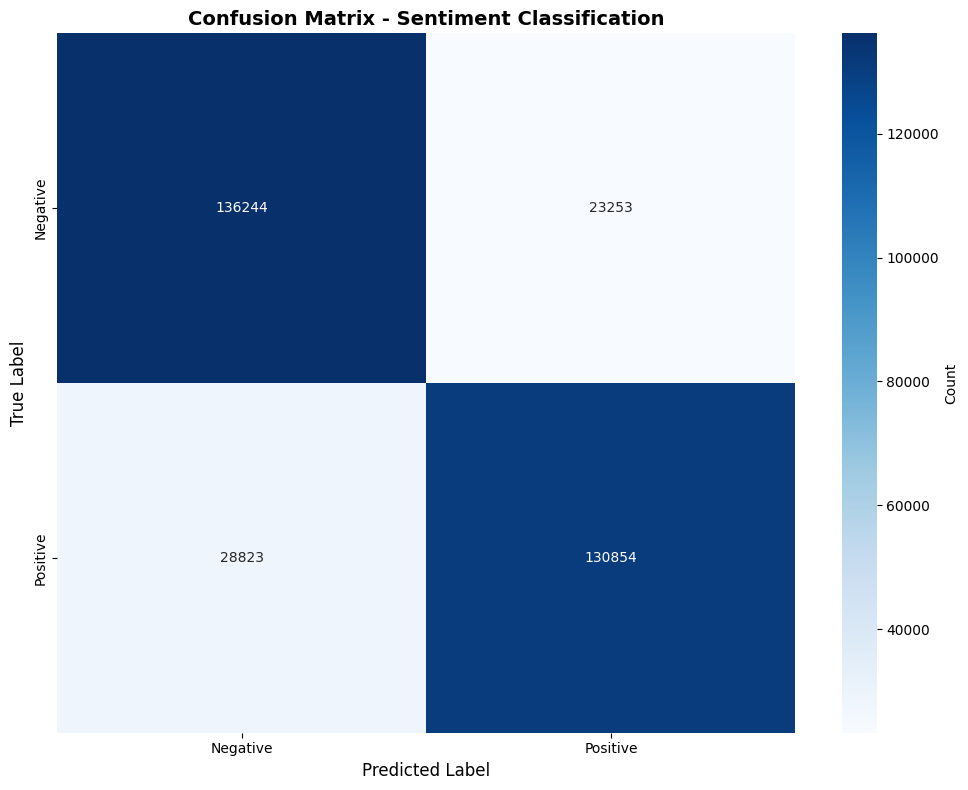 Confusion Matrix - Sentiment Classification
True Label
Negative
136244
23253
Positive
28823
130854
Negative
Positive
Predicted Label
120000
100000
80000
60000
40000
Count